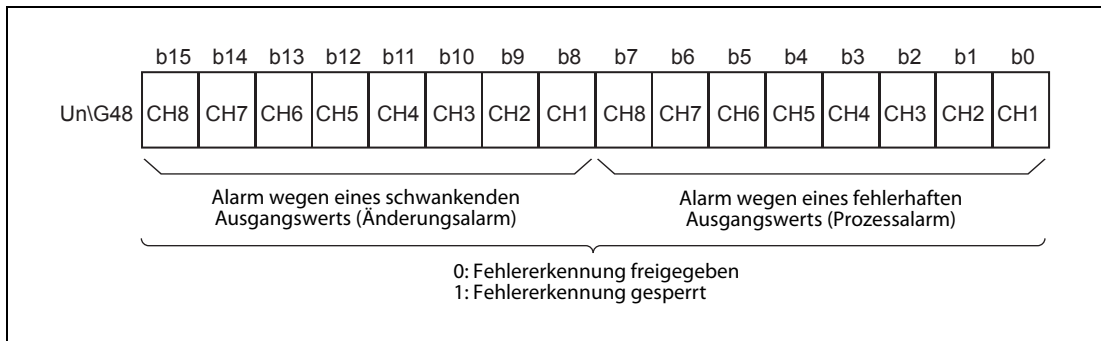 b15 b14 b13 b12 b11 b10 b9 b8 b7 b6 b5 b4 b3 b2 b1 b0
Un\G48 CH8 CH7 CH6 CH5 CH4 CH3 CH2 CH1 CH8 CH7 CH6 CH5 CH4 CH3 CH2 CH1
Alarm wegen eines schwankenden
Ausgangswerts (Änderungsalarm)
Alarm wegen eines fehlerhaften
Ausgangswerts (Prozessalarm)
0: Fehlererkennung freigegeben
1: Fehlererkennung gesperrt